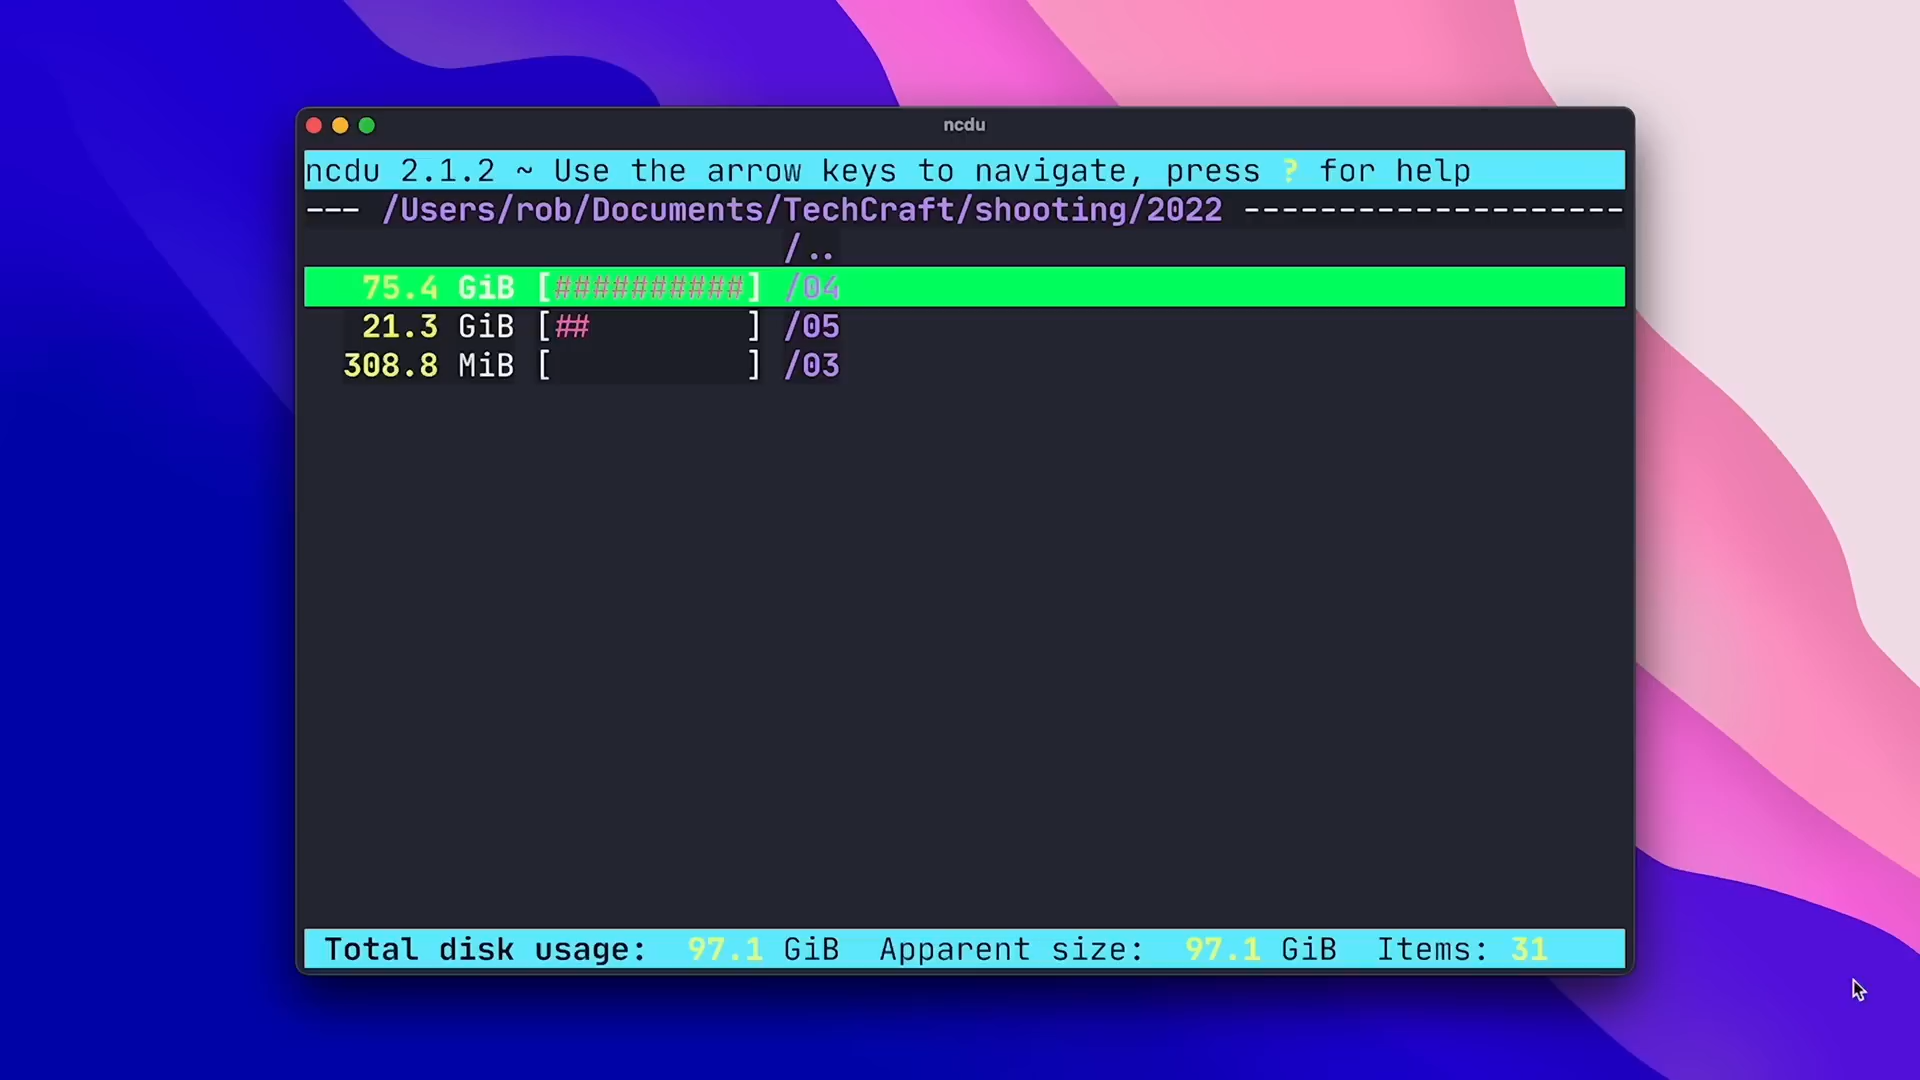 ncdu
ncdu 2.1.2 ~ Use the arrow keys to navigate, press ? for help
--- /Users/rob/Documents/TechCraft/shooting/2022 --------------------
/..
75.4 GiB [##########] /04
21.3 GiB [##        ] /05
308.8 MiB [          ] /03
Total disk usage:  97.1 GiB  Apparent size:  97.1 GiB  Items: 31